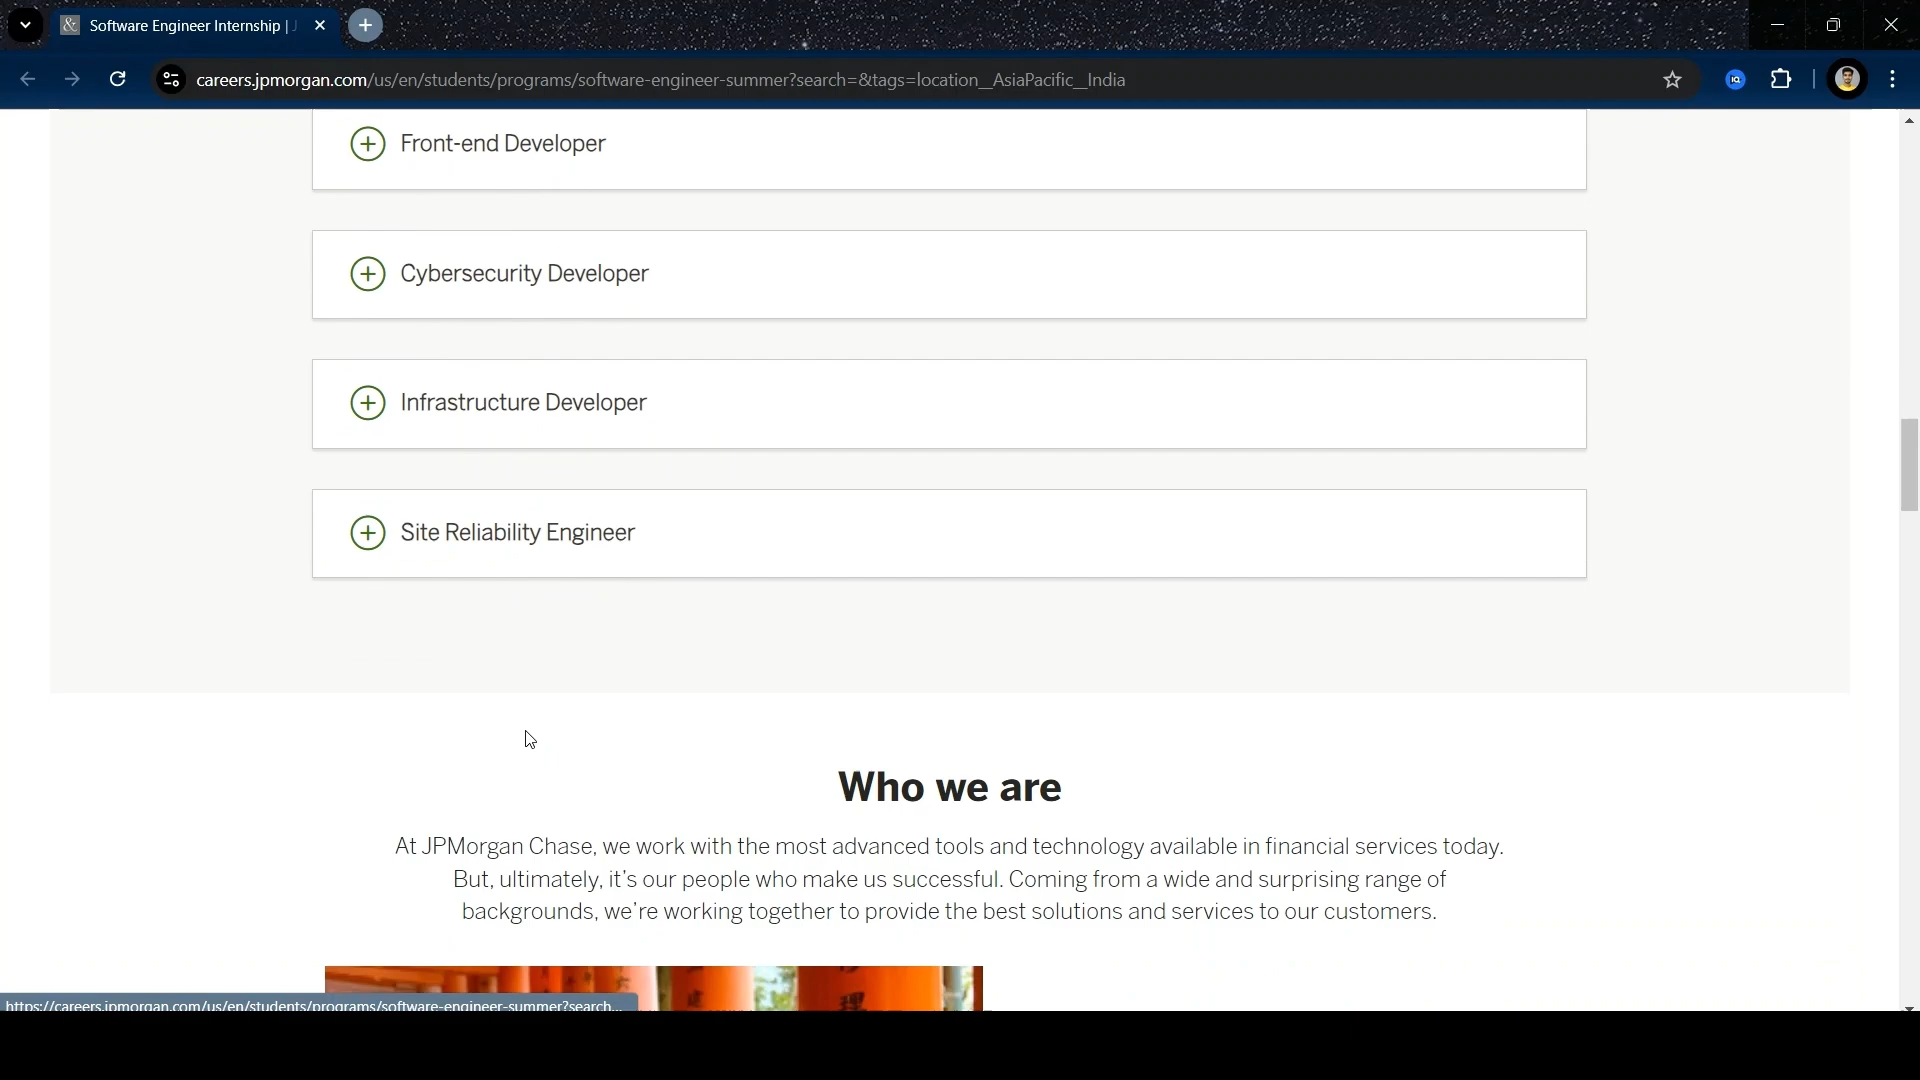 Software Engineer Internship |
careers.jpmorgan.com/us/en/students/programs/software-engineer-summer?search=&tags=location__AsiaPacific__India
Front-end Developer
Cybersecurity Developer
Infrastructure Developer
Site Reliability Engineer
Who we are
At JPMorgan Chase, we work with the most advanced tools and technology available in financial services today.
But, ultimately, it’s our people who make us successful. Coming from a wide and surprising range of
backgrounds, we’re working together to provide the best solutions and services to our customers.
https://careers.jpmorgan.com/us/en/students/programs/software-engineer-summer?search...